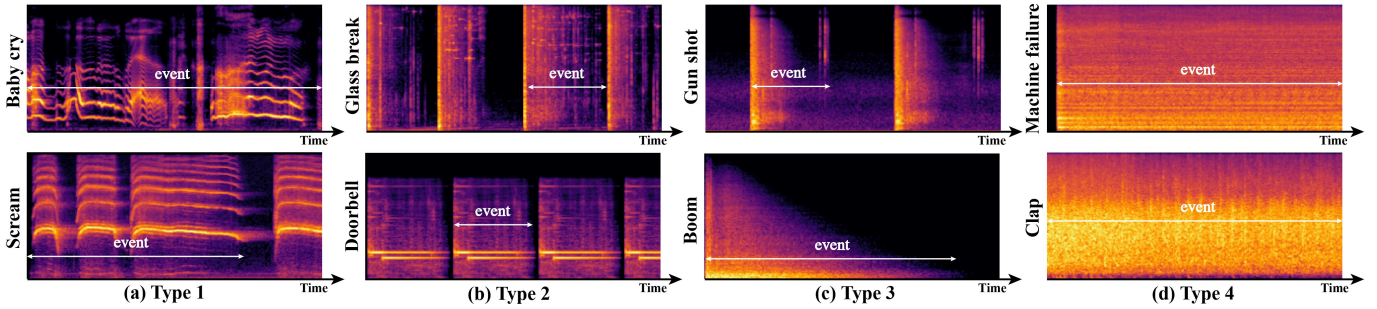 Baby cry
event
Time
Glass break
event
Time
Gun shot
event
Time
Machine failure
event
Time
Scream
event
Time
(a) Type 1
Doorbell
event
Time
(b) Type 2
Boom
event
Time
(c) Type 3
Clap
event
Time
(d) Type 4